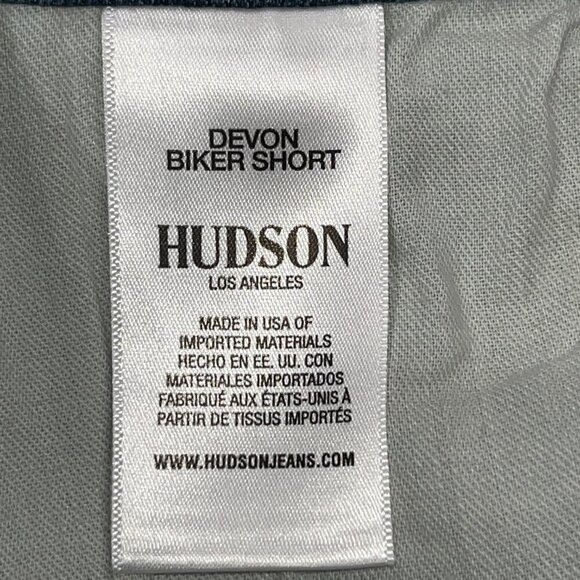 DEVON
BIKER SHORT
HUDSON
LOS ANGELES
MADE IN USA OF
IMPORTED MATERIALS
HECHO EN EE. UU. CON
MATERIALES IMPORTADOS
FABRIQUÉ AUX ÉTATS-UNIS À
PARTIR DE TISSUS IMPORTÉS
WWW.HUDSONJEANS.COM